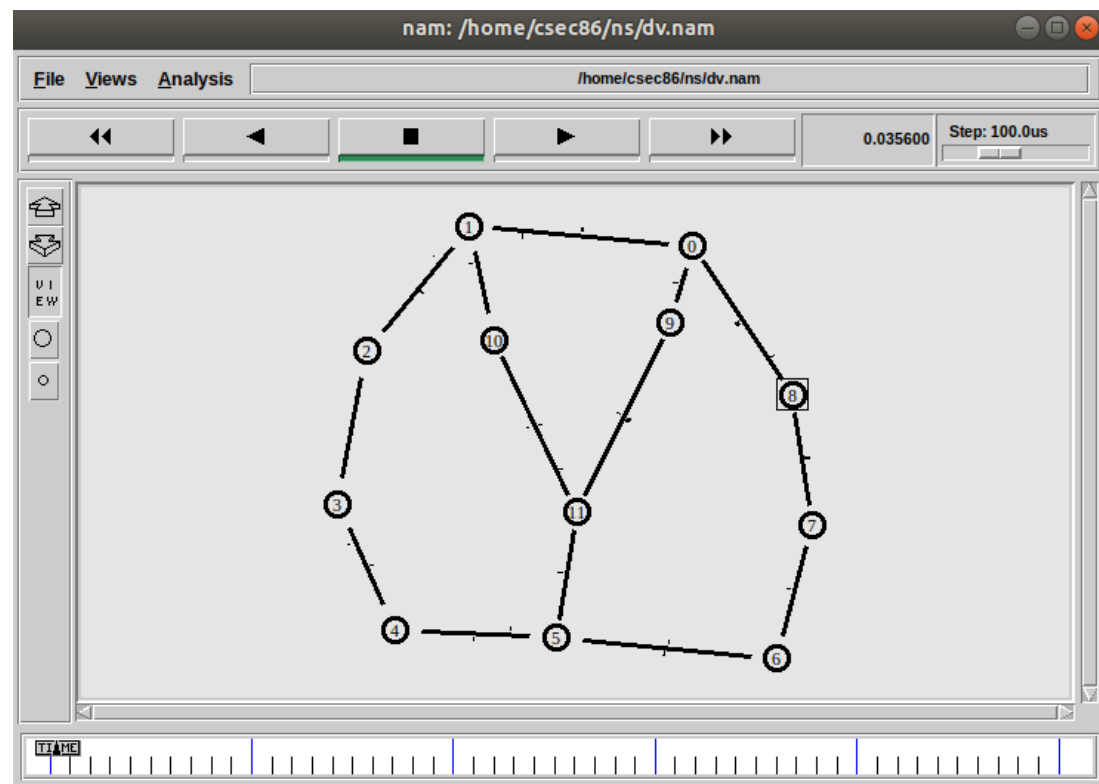 nam: /home/csec86/ns/dv.nam
File Views Analysis /home/csec86/ns/dv.nam
0.035600 Step: 100.0us
V I
E W
1
0
9
10
2
8
3
11
7
4
5
6
TIME